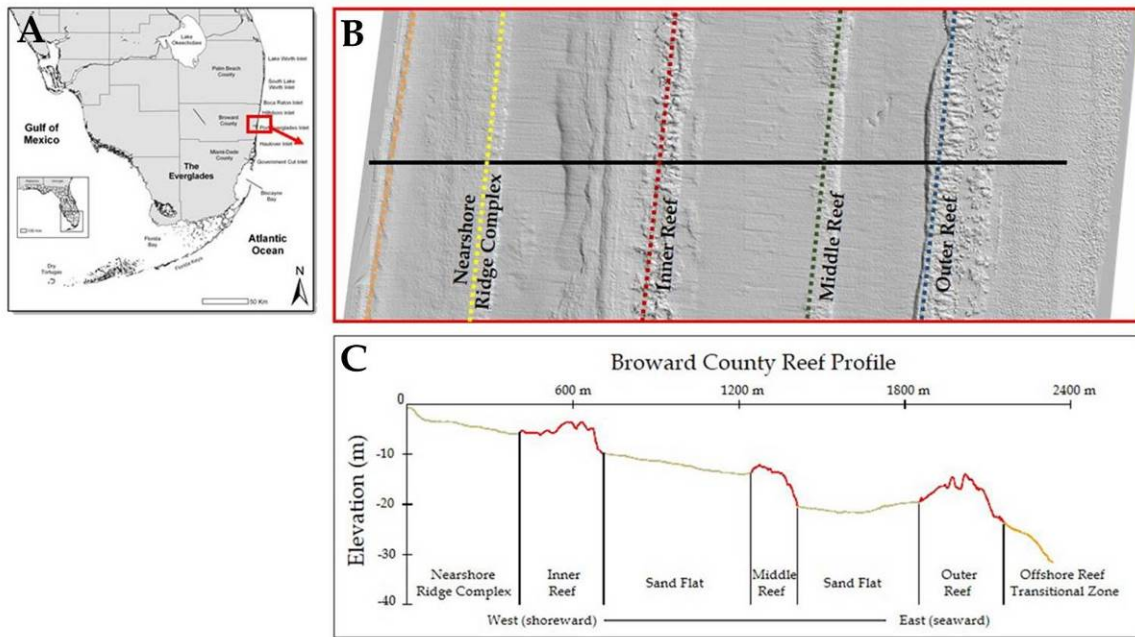 A
Lake
Okeechobee
Lake Worth Inlet
Palm Beach
County
South Lake
Worth Inlet
Boca Raton Inlet
Hillsboro Inlet
Broward
County
Port Everglades Inlet
Gulf of
Mexico
Haulover Inlet
Miami-Dade
County
Government Cut Inlet
The
Everglades
Biscayne
Bay
Florida
Bay
Atlantic
Ocean
Florida Keys
Dry
Tortugas
N
50 Km
B
Nearshore
Ridge Complex
Inner Reef
Middle Reef
Outer Reef
C
Broward County Reef Profile
600 m 1200 m 1800 m 2400 m
0
-10
-20
-30
-40
Elevation (m)
Nearshore
Ridge Complex
Inner
Reef
Sand Flat
Middle
Reef
Sand Flat
Outer
Reef
Offshore Reef
Transitional Zone
West (shoreward)
East (seaward)